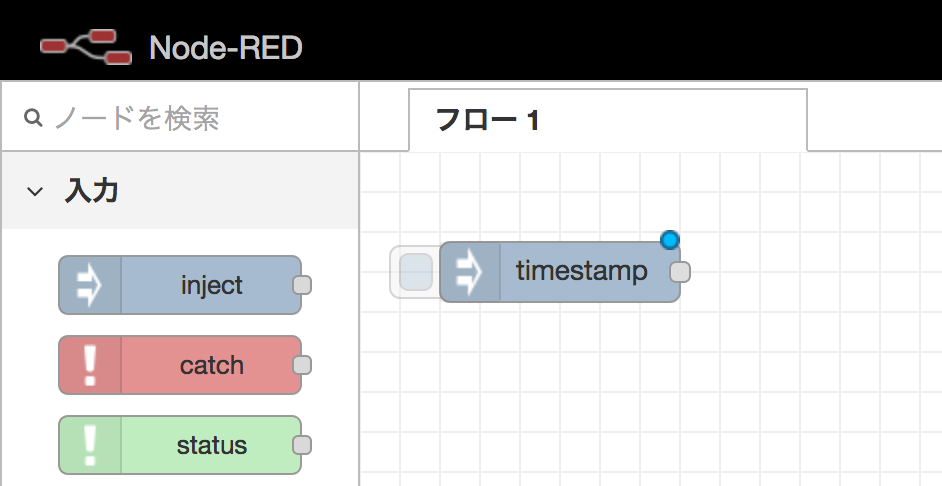 Node-RED
ノードを検索
フロー 1
入力
timestamp
inject
catch
status